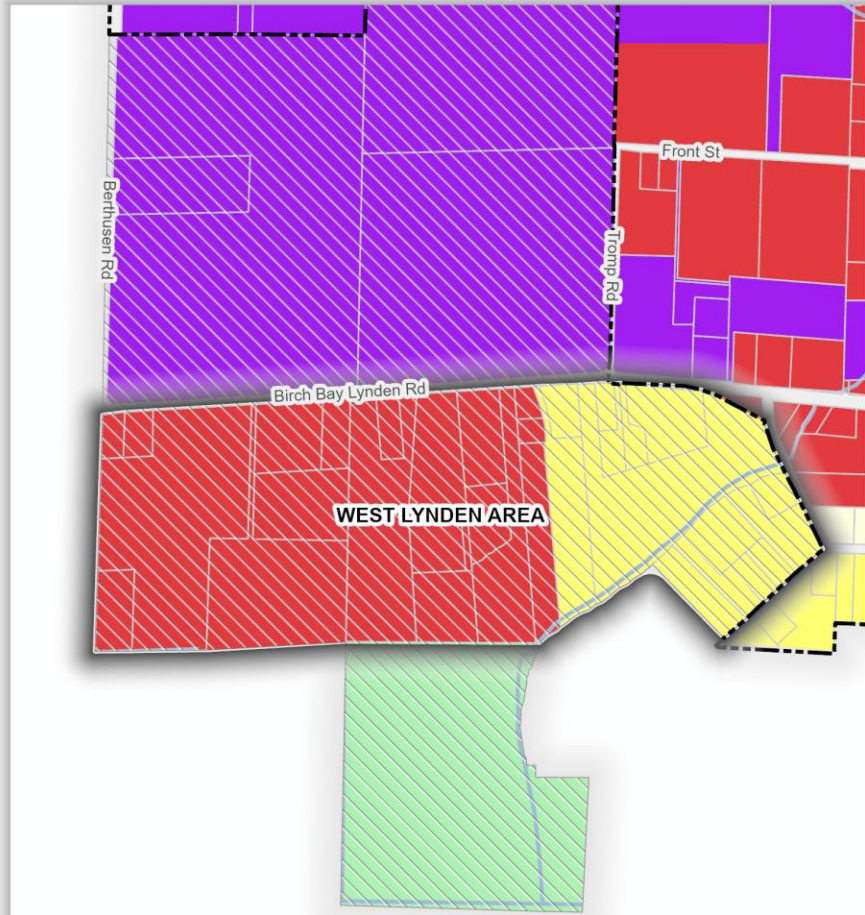 Front St
Berthusen Rd
Tromp Rd
Birch Bay Lynden Rd
WEST LYNDEN AREA